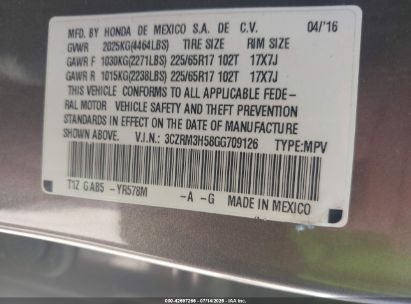 MFD BY HONDA DE MEXICO S.A. DE C.V. 04/'16
GVWR 2025KG(4464LBS) TIRE SIZE RIM SIZE
GAWR F 1030KG(2271LBS) 225/65R17 102T 17X7J
GAWR R 1015KG(2238LBS) 225/65R17 102T 17X7J
THIS VEHICLE CONFORMS TO ALL APPLICABLE FEDE-
RAL MOTOR VEHICLE SAFETY AND THEFT PREVENTION
STANDARDS IN EFFECT ON THE DATE OF MANUFACTURE
SHOWN ABOVE. V.I.N.: 3CZRM3H58GG709126 TYPE:MPV
T1Z GAB5 -YR578M -A -G MADE IN MEXICO